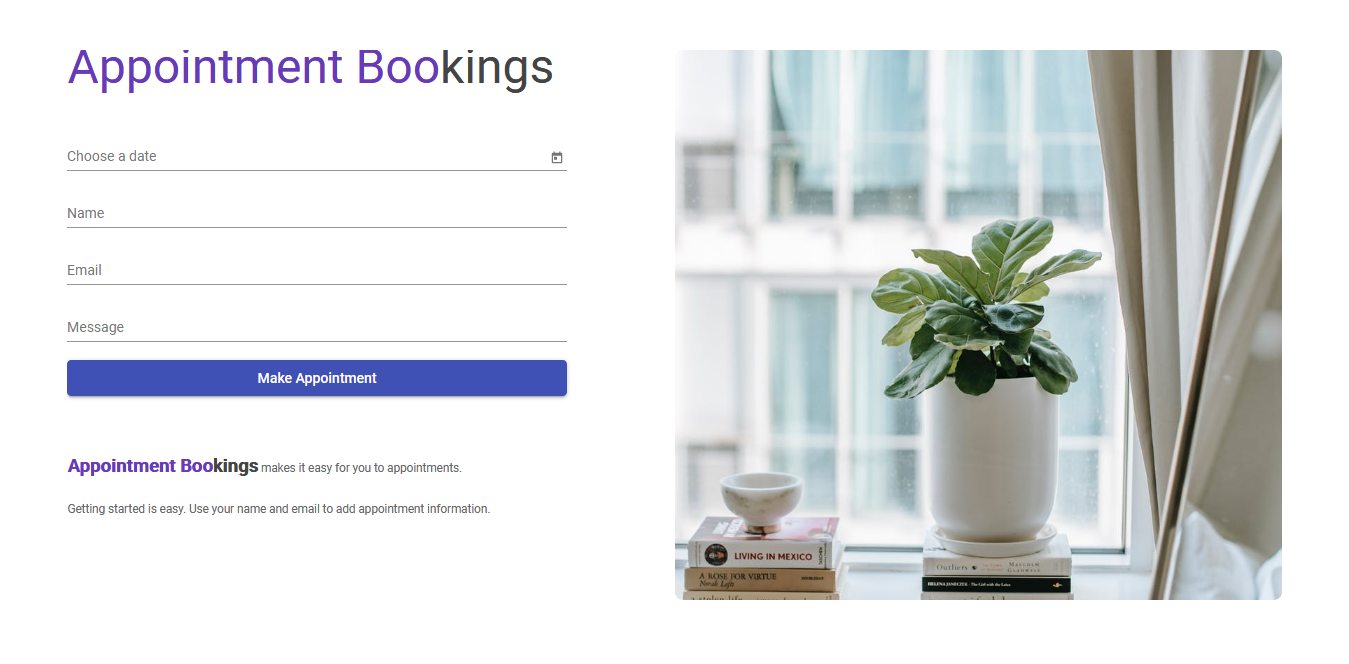 Appointment Bookings
Choose a date
Name
Email
Message
Make Appointment
Appointment Bookings makes it easy for you to appointments.
Getting started is easy. Use your name and email to add appointment information.
LIVING IN MEXICO
A ROSE FOR VIRTUE
Norah Lofts
a stolen life
Outliers
MALCOLM
GLADWELL
HELENA JANECZEK - The Girl with the Leica